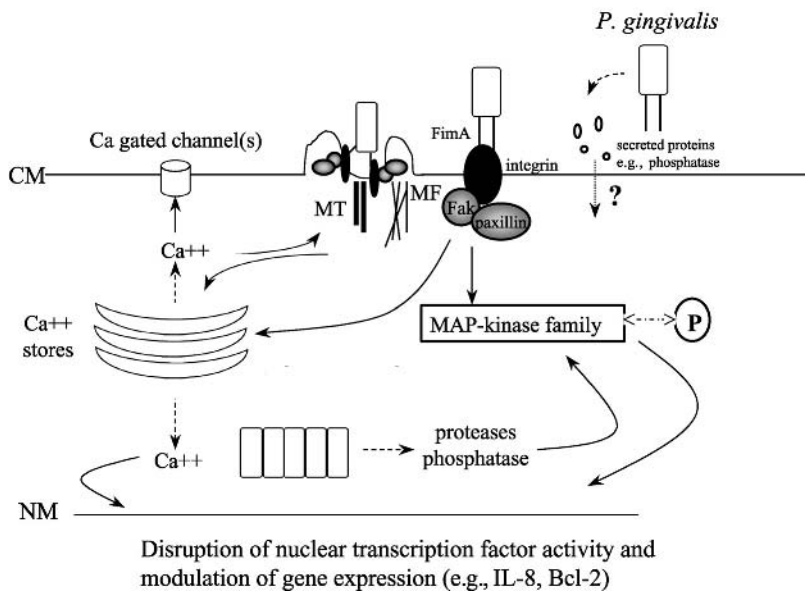 P. gingivalis
Ca gated channel(s)
FimA
integrin
secreted proteins
e.g., phosphatase
CM
MT
MF
Fak
paxillin
?
Ca++
Ca++
stores
MAP-kinase family
P
Ca++
proteases
phosphatase
NM
Disruption of nuclear transcription factor activity and
modulation of gene expression (e.g., IL-8, Bcl-2)